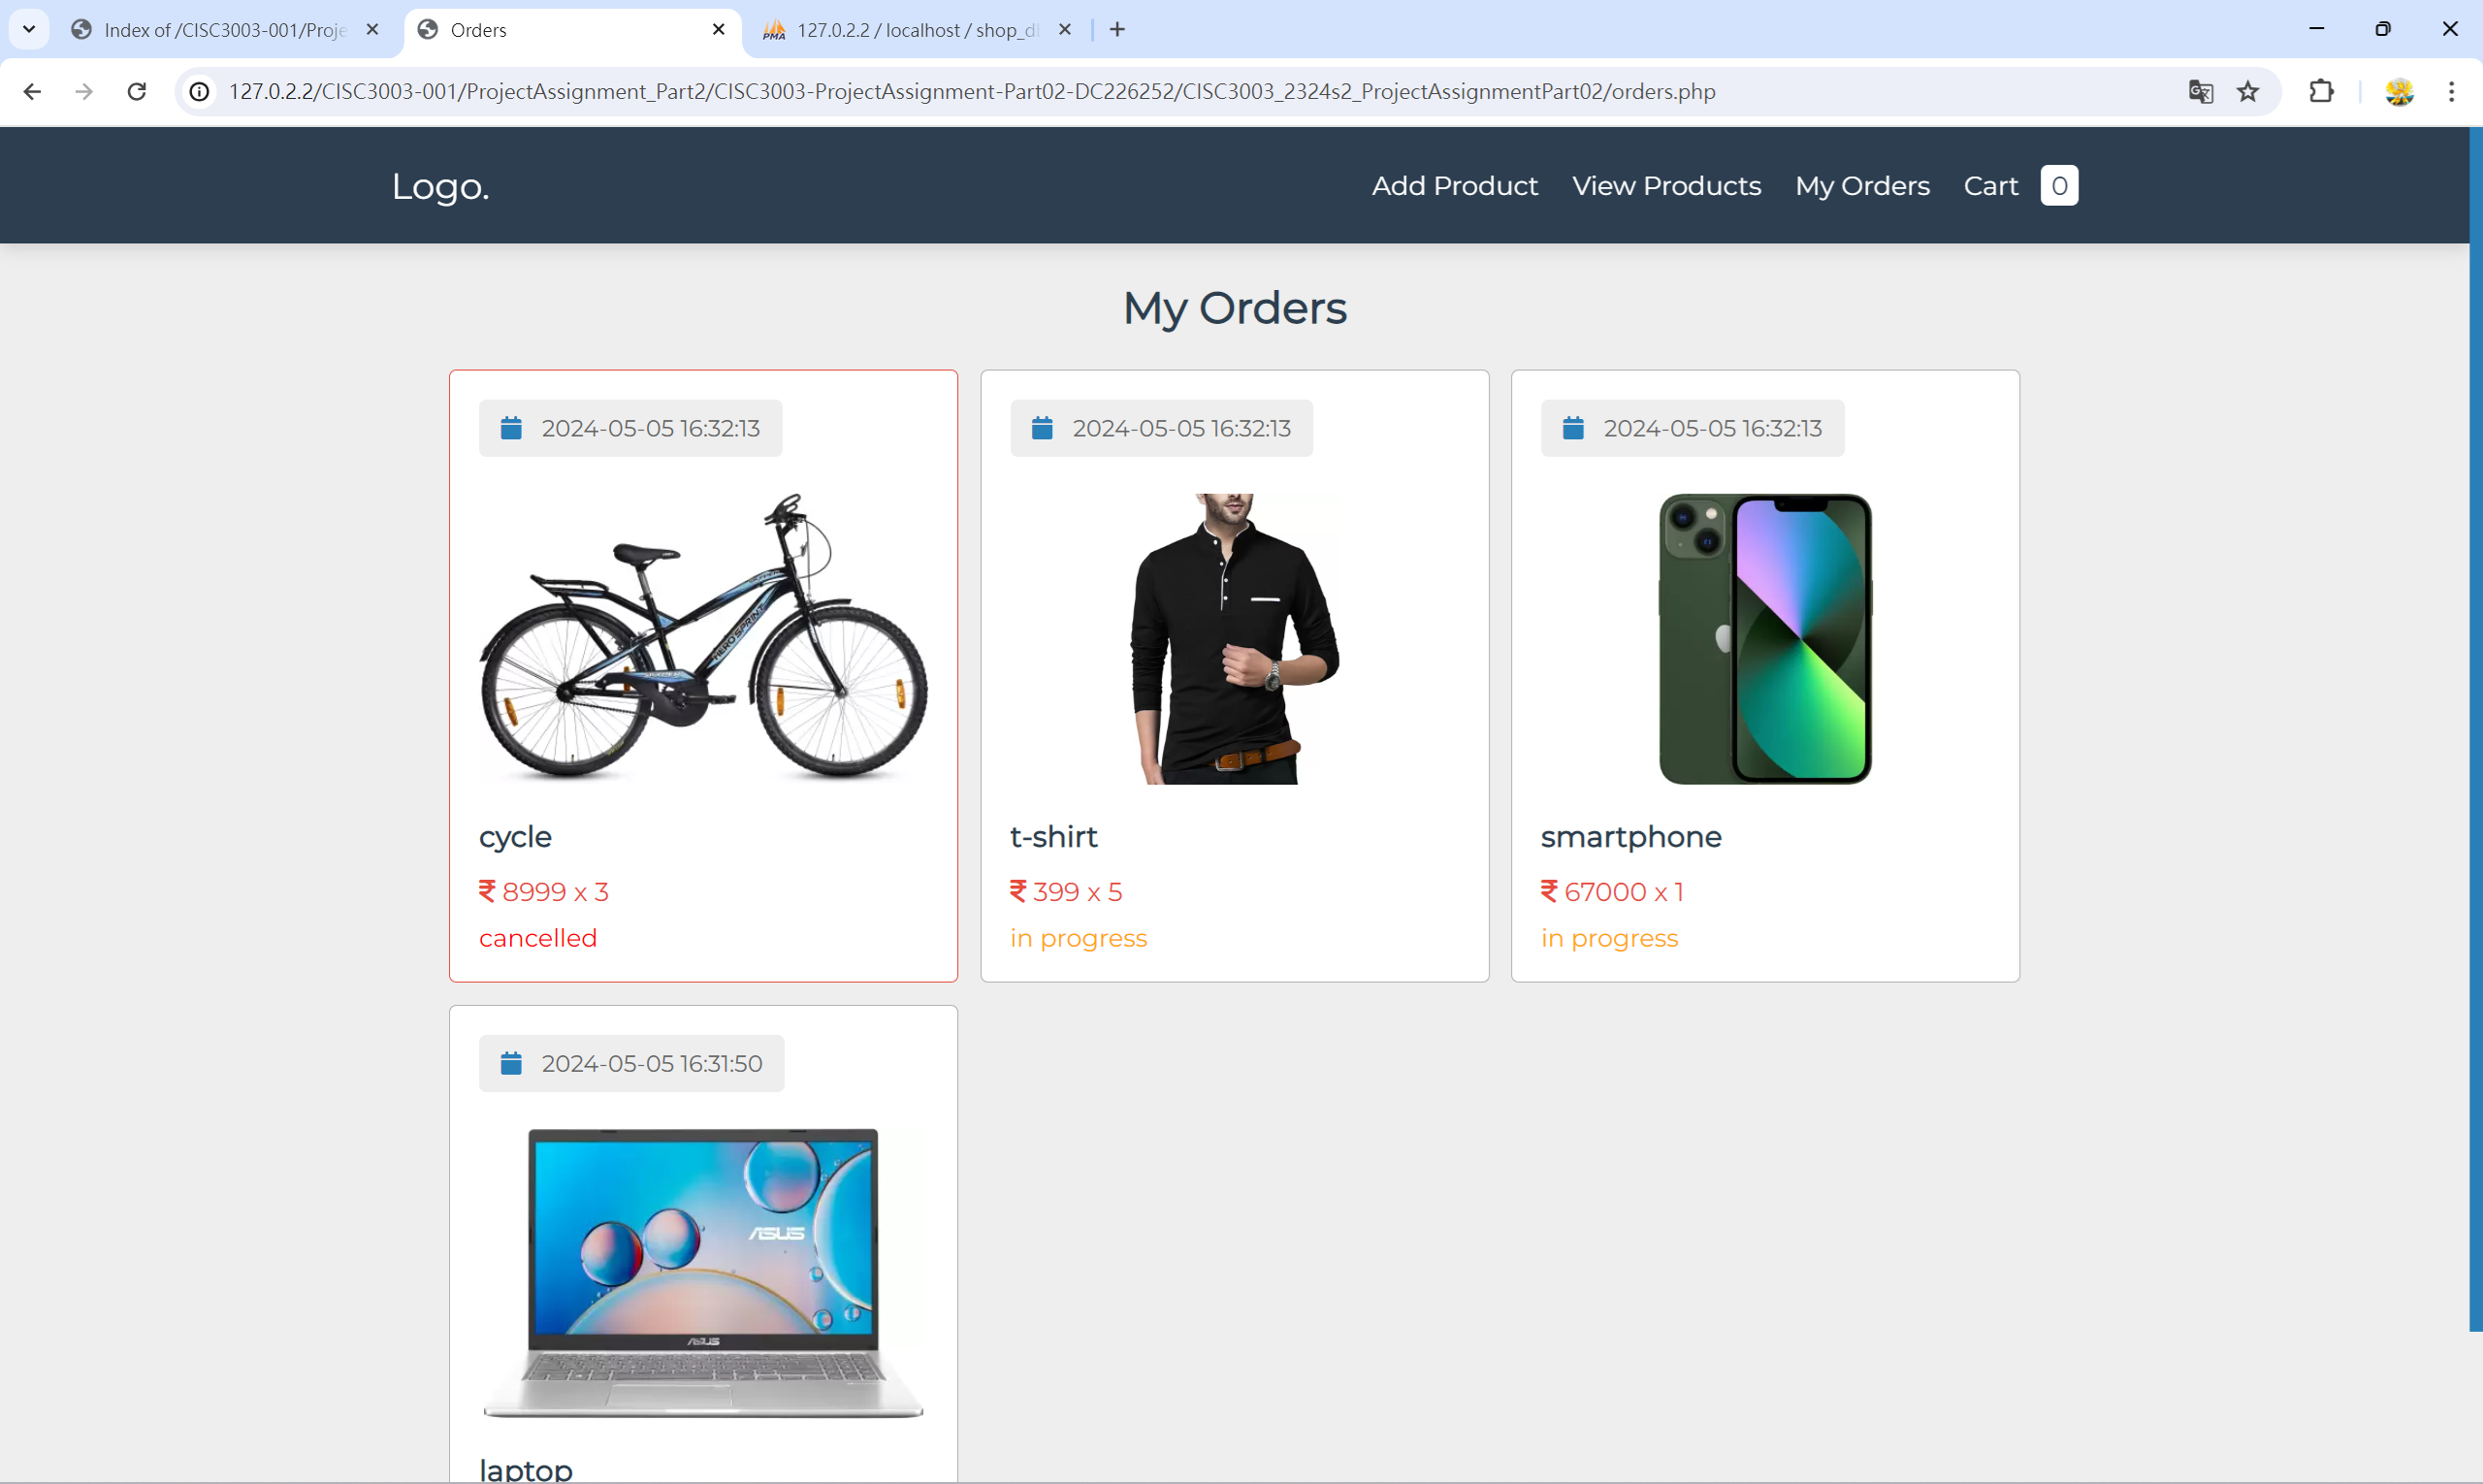 Index of /CISC3003-001/Proje
Orders
PMA
127.0.2.2 / localhost / shop_d
127.0.2.2/CISC3003-001/ProjectAssignment_Part2/CISC3003-ProjectAssignment-Part02-DC226252/CISC3003_2324s2_ProjectAssignmentPart02/orders.php
Logo.
Add Product
View Products
My Orders
Cart 0
My Orders
2024-05-05 16:32:13
HERO SPRINT
cycle
₹ 8999 x 3
cancelled
2024-05-05 16:32:13
t-shirt
₹ 399 x 5
in progress
2024-05-05 16:32:13
smartphone
₹ 67000 x 1
in progress
2024-05-05 16:31:50
ASUS
ASUS
laptop